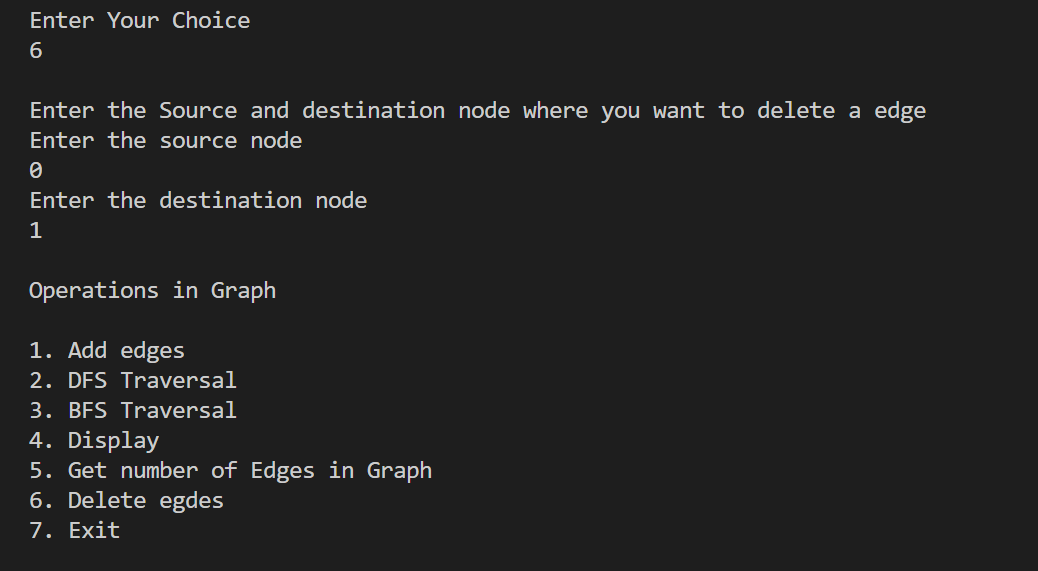 Enter Your Choice
6
Enter the Source and destination node where you want to delete a edge
Enter the source node
0
Enter the destination node
1
Operations in Graph
1. Add edges
2. DFS Traversal
3. BFS Traversal
4. Display
5. Get number of Edges in Graph
6. Delete egdes
7. Exit